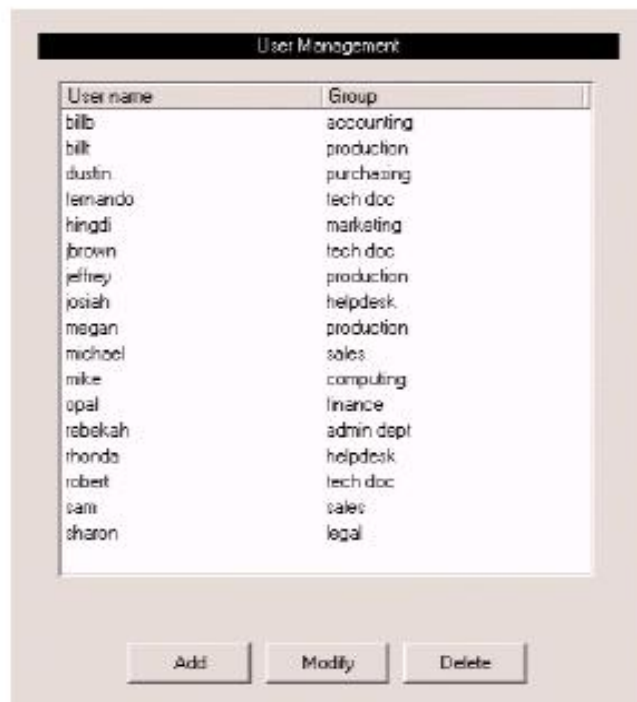 User Management
User name Group
billb accounting
billt production
dustin purchasing
fernando tech doc
hingdi marketing
jbrown tech doc
jeffrey production
josiah helpdesk
megan production
michael sales
mike computing
opal finance
rebekah admin dept
rhonda helpdesk
robert tech doc
sam sales
sharon legal
Add Modify Delete